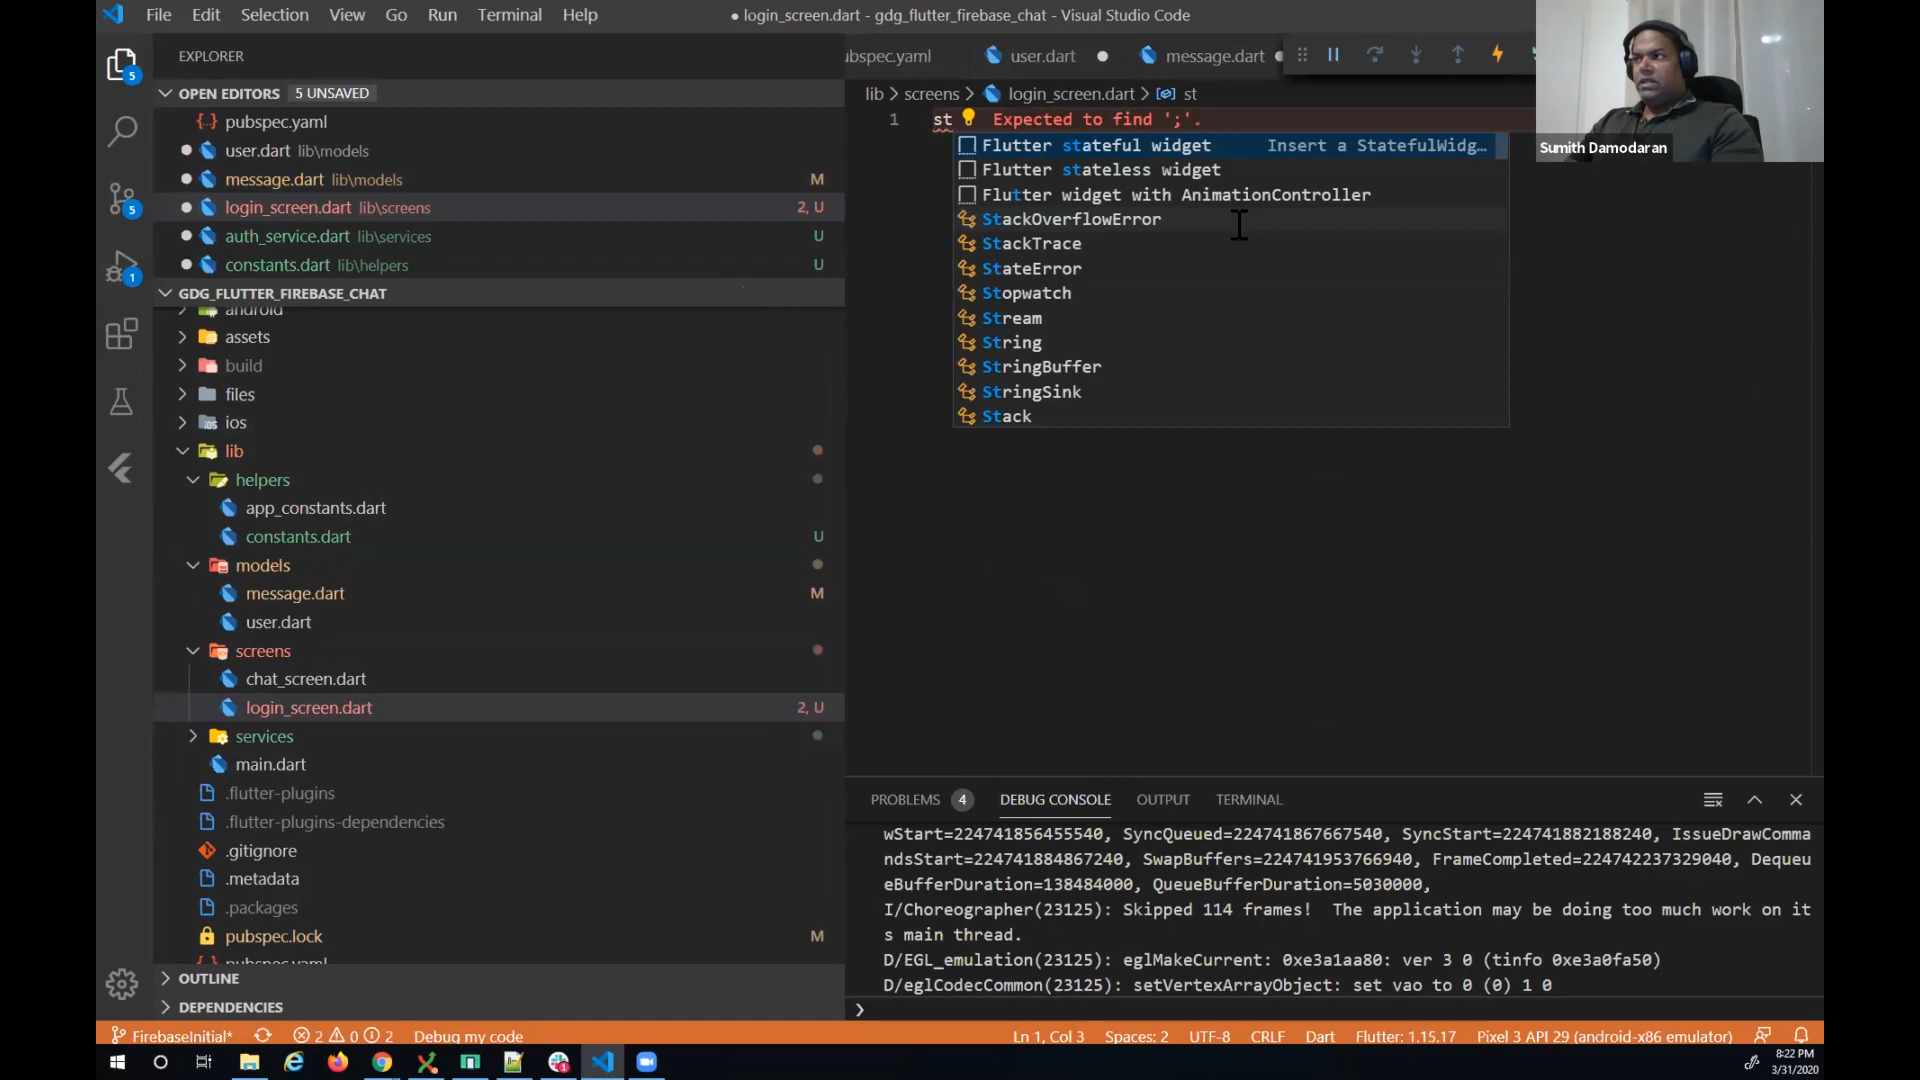 File Edit Selection View Go Run Terminal Help
● login_screen.dart - gdg_flutter_firebase_chat - Visual Studio Code
EXPLORER
OPEN EDITORS 5 UNSAVED
pubspec.yaml
user.dart lib\models
message.dart lib\models M
login_screen.dart lib\screens 2, U
auth_service.dart lib\services U
constants.dart lib\helpers U
GDG_FLUTTER_FIREBASE_CHAT
android
assets
build
files
ios
lib
helpers
app_constants.dart
constants.dart U
models
message.dart M
user.dart
screens
chat_screen.dart
login_screen.dart 2, U
services
main.dart
.flutter-plugins
.flutter-plugins-dependencies
.gitignore
.metadata
.packages
pubspec.lock M
pubspec.yaml
OUTLINE
DEPENDENCIES
5
5
1
ubspec.yaml user.dart message.dart
lib > screens > login_screen.dart > st
1 st Expected to find ';'.
Flutter stateful widget Insert a StatefulWidg…
Flutter stateless widget
Flutter widget with AnimationController
StackOverflowError
StackTrace
StateError
Stopwatch
Stream
String
StringBuffer
StringSink
Stack
Sumith Damodaran
PROBLEMS 4 DEBUG CONSOLE OUTPUT TERMINAL
wStart=224741856455540, SyncQueued=224741867667540, SyncStart=224741882188240, IssueDrawComma
ndsStart=224741884867240, SwapBuffers=224741953766940, FrameCompleted=224742237329040, Dequeu
eBufferDuration=138484000, QueueBufferDuration=5030000,
I/Choreographer(23125): Skipped 114 frames!  The application may be doing too much work on it
s main thread.
D/EGL_emulation(23125): eglMakeCurrent: 0xe3a1aa80: ver 3 0 (tinfo 0xe3a0fa50)
D/eglCodecCommon(23125): setVertexArrayObject: set vao to 0 (0) 1 0
FirebaseInitial* 2 0 2 Debug my code
Ln 1, Col 3 Spaces: 2 UTF-8 CRLF Dart Flutter: 1.15.17 Pixel 3 API 29 (android-x86 emulator)
8:22 PM
3/31/2020